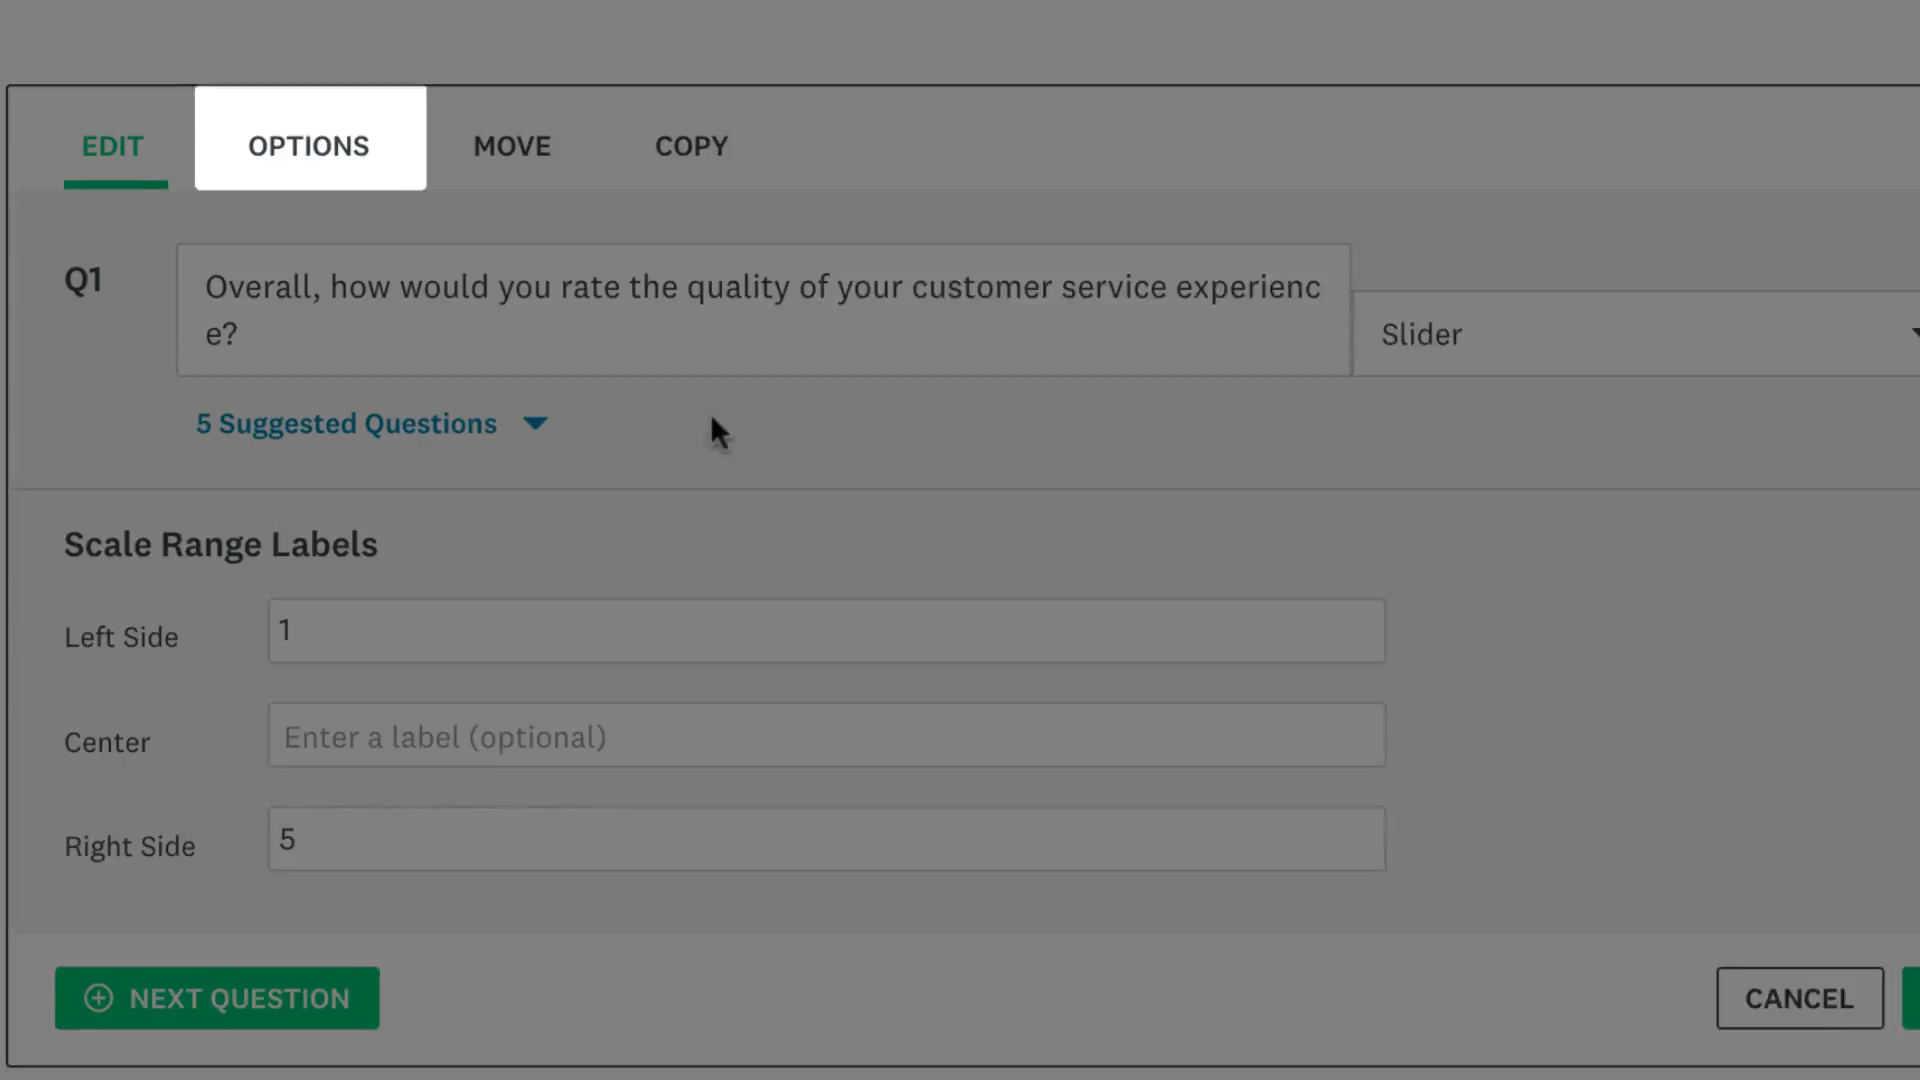 EDIT
OPTIONS
MOVE
COPY
Q1
Overall, how would you rate the quality of your customer service experienc
e?
Slider
5 Suggested Questions
Scale Range Labels
Left Side
1
Center
Enter a label (optional)
Right Side
5
NEXT QUESTION
CANCEL